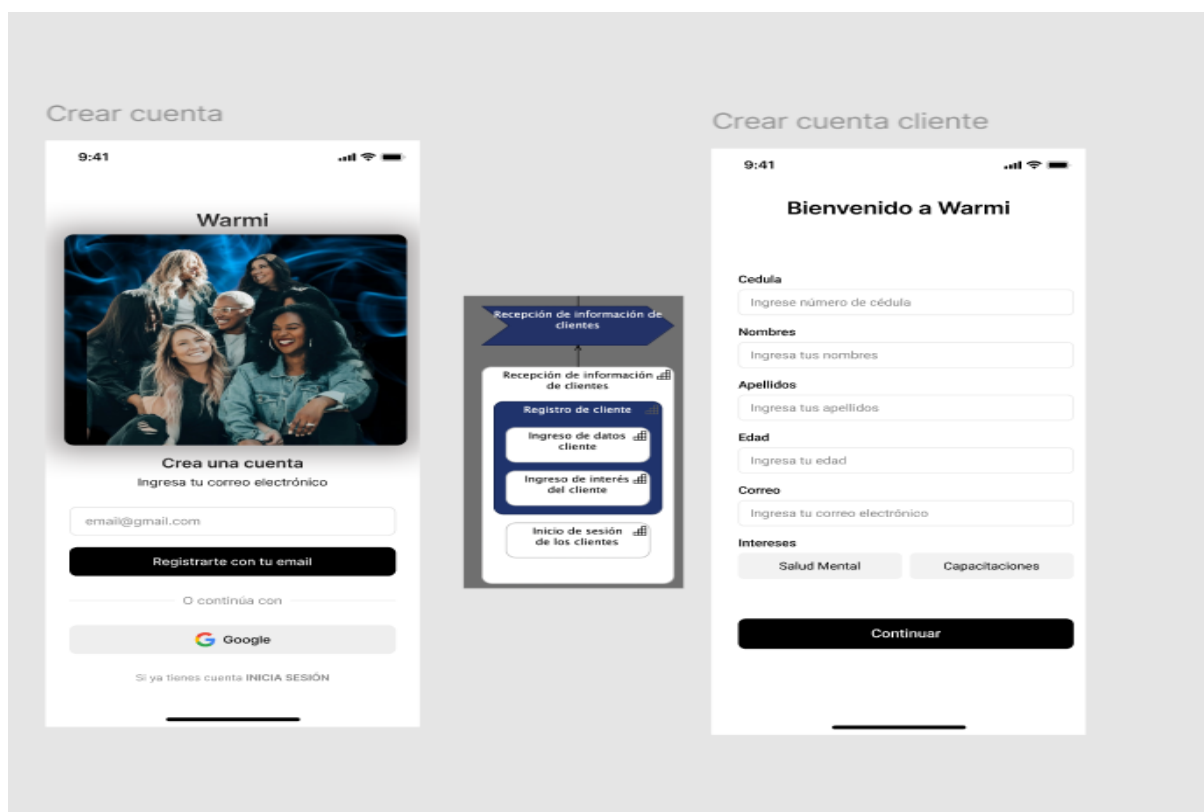 Crear cuenta
9:41
Warmi
Crea una cuenta
Ingresa tu correo electrónico
email@gmail.com
Registrarte con tu email
O continúa con
Google
Si ya tienes cuenta INICIA SESIÓN
Recepción de información de
clientes
Recepción de información
de clientes
Registro de cliente
Ingreso de datos
cliente
Ingreso de interés
del cliente
Inicio de sesión
de los clientes
Crear cuenta cliente
9:41
Bienvenido a Warmi
Cedula
Ingrese número de cédula
Nombres
Ingresa tus nombres
Apellidos
Ingresa tus apellidos
Edad
Ingresa tu edad
Correo
Ingresa tu correo electrónico
Intereses
Salud Mental
Capacitaciones
Continuar